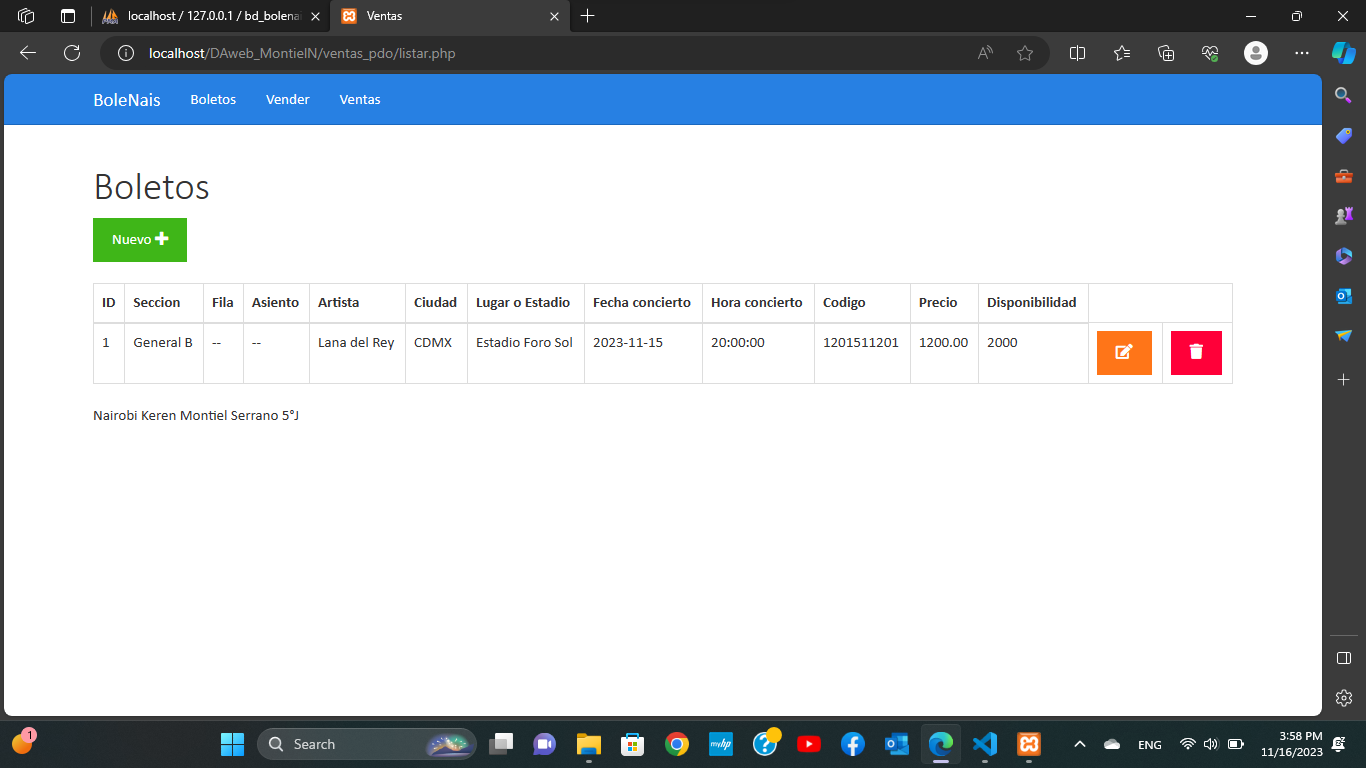 localhost / 127.0.0.1 / bd_bolenai
Ventas
localhost/DAweb_MontielN/ventas_pdo/listar.php
BoleNais Boletos Vender Ventas
Boletos
Nuevo
ID Seccion Fila Asiento Artista Ciudad Lugar o Estadio Fecha concierto Hora concierto Codigo Precio Disponibilidad
1 General B -- -- Lana del Rey CDMX Estadio Foro Sol 2023-11-15 20:00:00 1201511201 1200.00 2000
Nairobi Keren Montiel Serrano 5°J
1
Search
myhp
ENG
3:58 PM
11/16/2023